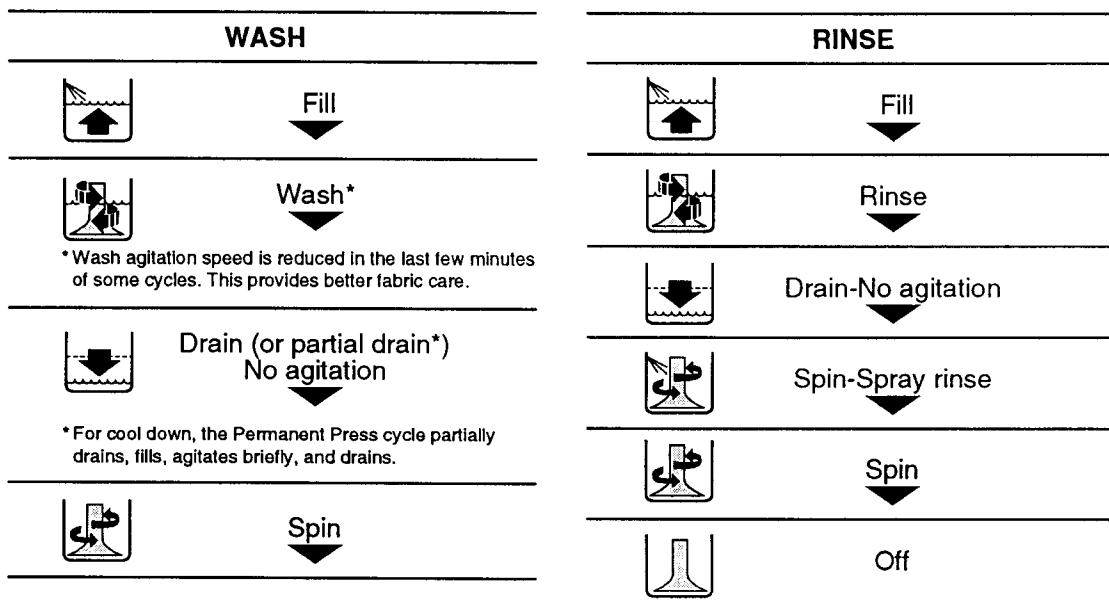 WASH
Fill
Wash*
* Wash agitation speed is reduced in the last few minutes
of some cycles. This provides better fabric care.
Drain (or partial drain*)
No agitation
* For cool down, the Permanent Press cycle partially
drains, fills, agitates briefly, and drains.
Spin
RINSE
Fill
Rinse
Drain-No agitation
Spin-Spray rinse
Spin
Off